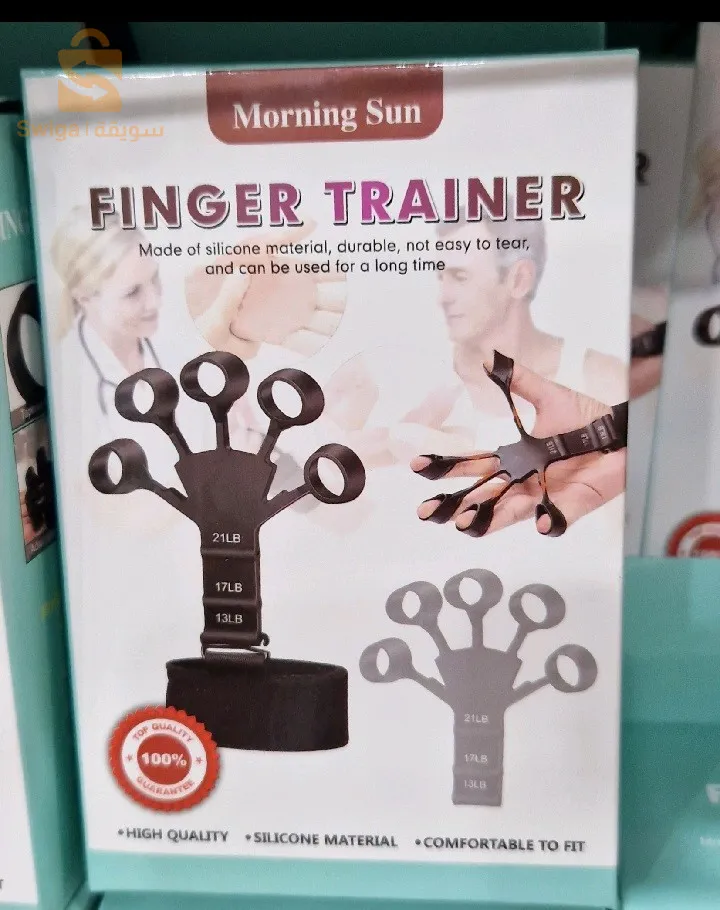 Morning Sun
Swiga | سويقة
FINGER TRAINER
Made of silicone material, durable, not easy to tear,
and can be used for a long time
21LB
17LB
13LB
21LB
17LB
13LB
TOP QUALITY
100%
GUARANTEE
•HIGH QUALITY •SILICONE MATERIAL •COMFORTABLE TO FIT